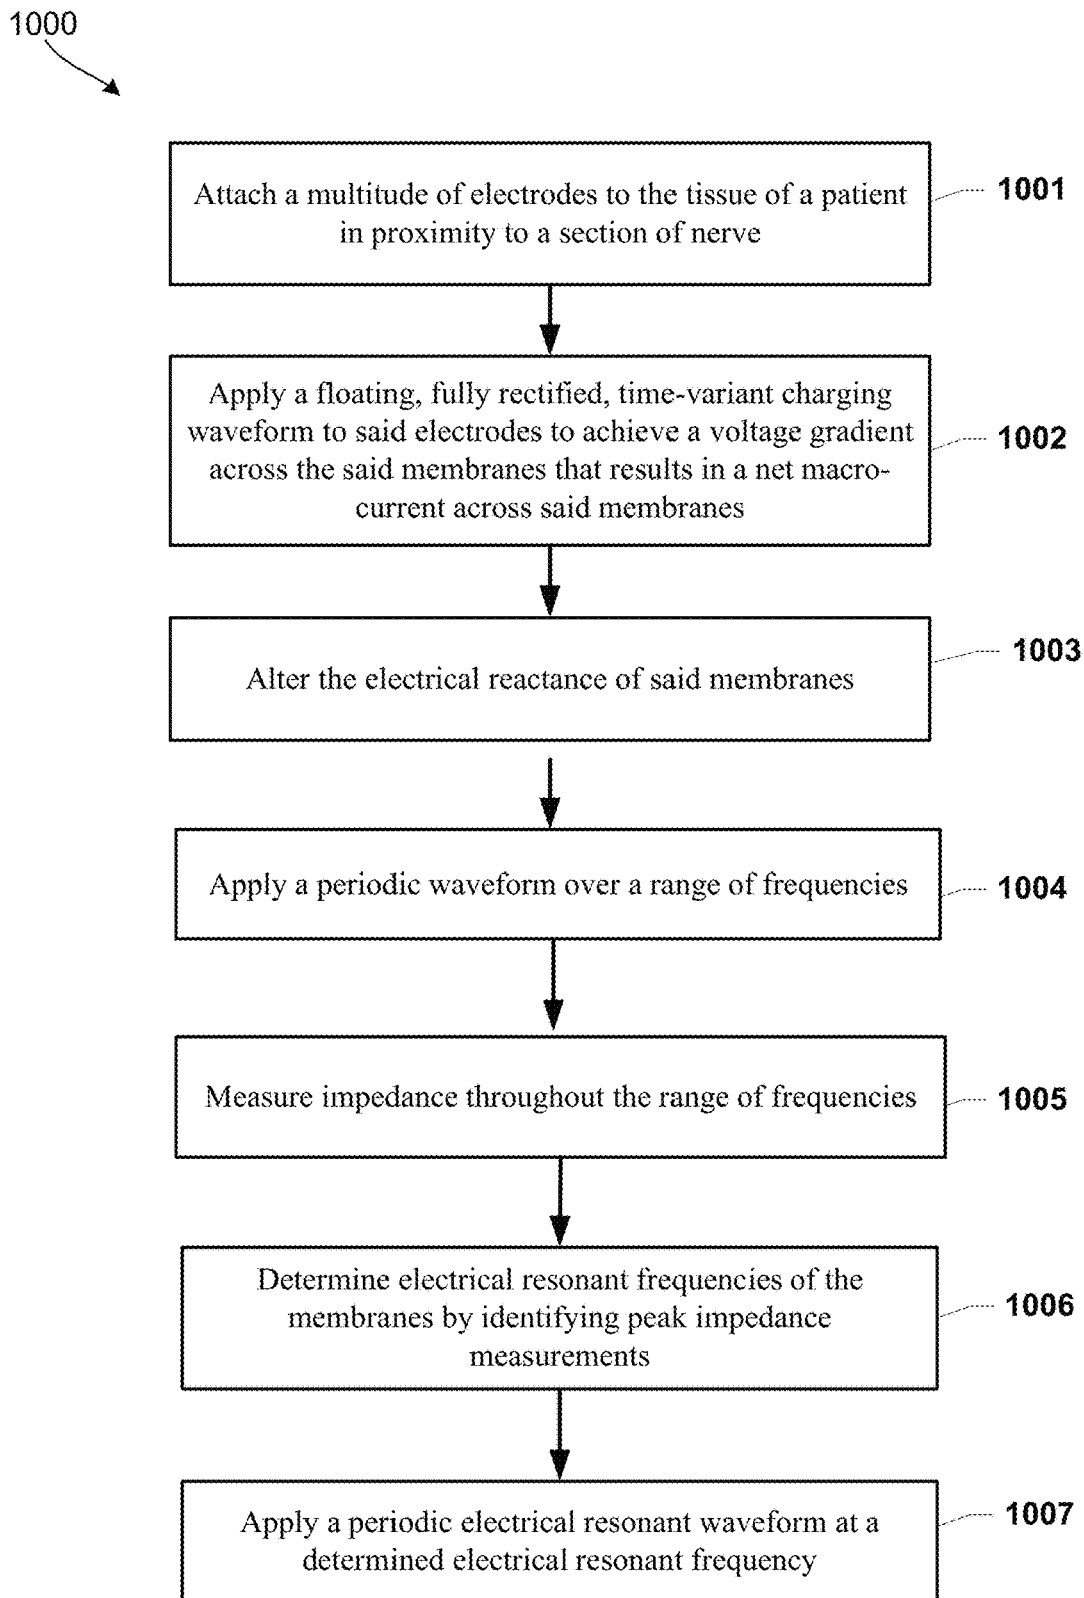 1000
Attach a multitude of electrodes to the tissue of a patient
in proximity to a section of nerve
1001
Apply a floating, fully rectified, time-variant charging
waveform to said electrodes to achieve a voltage gradient
across the said membranes that results in a net macro-
current across said membranes
1002
Alter the electrical reactance of said membranes
1003
Apply a periodic waveform over a range of frequencies
1004
Measure impedance throughout the range of frequencies
1005
Determine electrical resonant frequencies of the
membranes by identifying peak impedance
measurements
1006
Apply a periodic electrical resonant waveform at a
determined electrical resonant frequency
1007